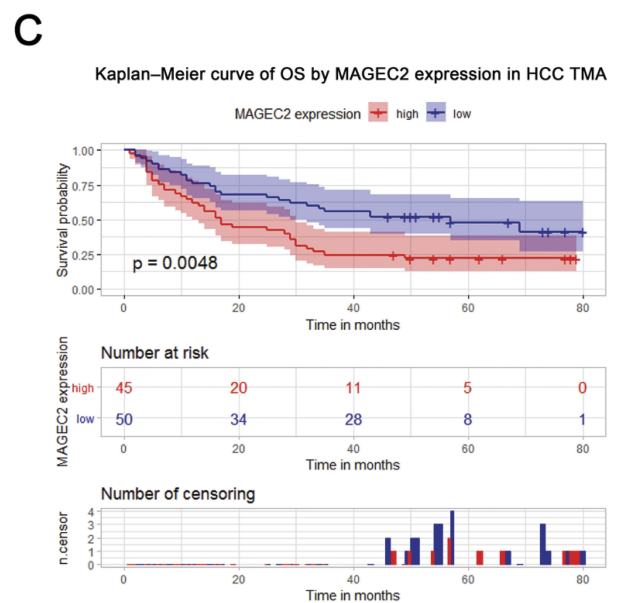 C
Kaplan–Meier curve of OS by MAGEC2 expression in HCC TMA
MAGEC2 expression high low
Survival probability
1.00
0.75
0.50
0.25
0.00
p = 0.0048
0 20 40 60 80
Time in months
Number at risk
MAGEC2 expression
high 45 20 11 5 0
low 50 34 28 8 1
0 20 40 60 80
Time in months
Number of censoring
n.censor
4
3
2
1
0
0 20 40 60 80
Time in months